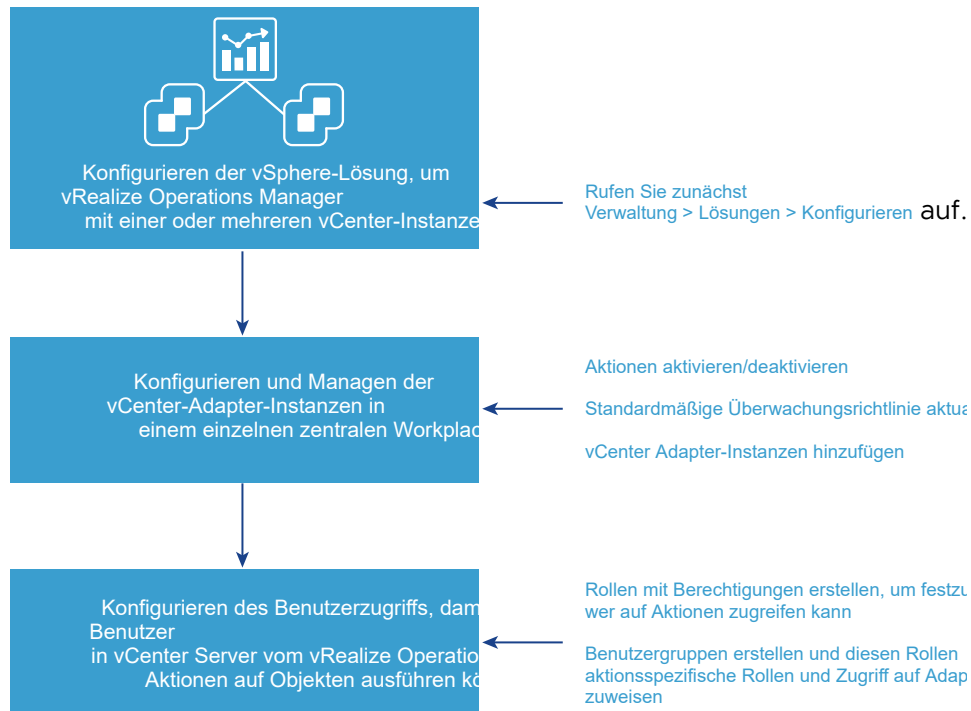 Konfigurieren der vSphere-Lösung, um
vRealize Operations Manager
mit einer oder mehreren vCenter-Instanze
Rufen Sie zunächst
Verwaltung > Lösungen > Konfigurieren auf.
Konfigurieren und Managen der
vCenter-Adapter-Instanzen in
einem einzelnen zentralen Workplac
Aktionen aktivieren/deaktivieren
Standardmäßige Überwachungsrichtlinie aktua
vCenter Adapter-Instanzen hinzufügen
Konfigurieren des Benutzerzugriffs, dam
Benutzer
in vCenter Server vom vRealize Operatio
Aktionen auf Objekten ausführen kö
Rollen mit Berechtigungen erstellen, um festzu
wer auf Aktionen zugreifen kann
Benutzergruppen erstellen und diesen Rollen
aktionsspezifische Rollen und Zugriff auf Adap
zuweisen